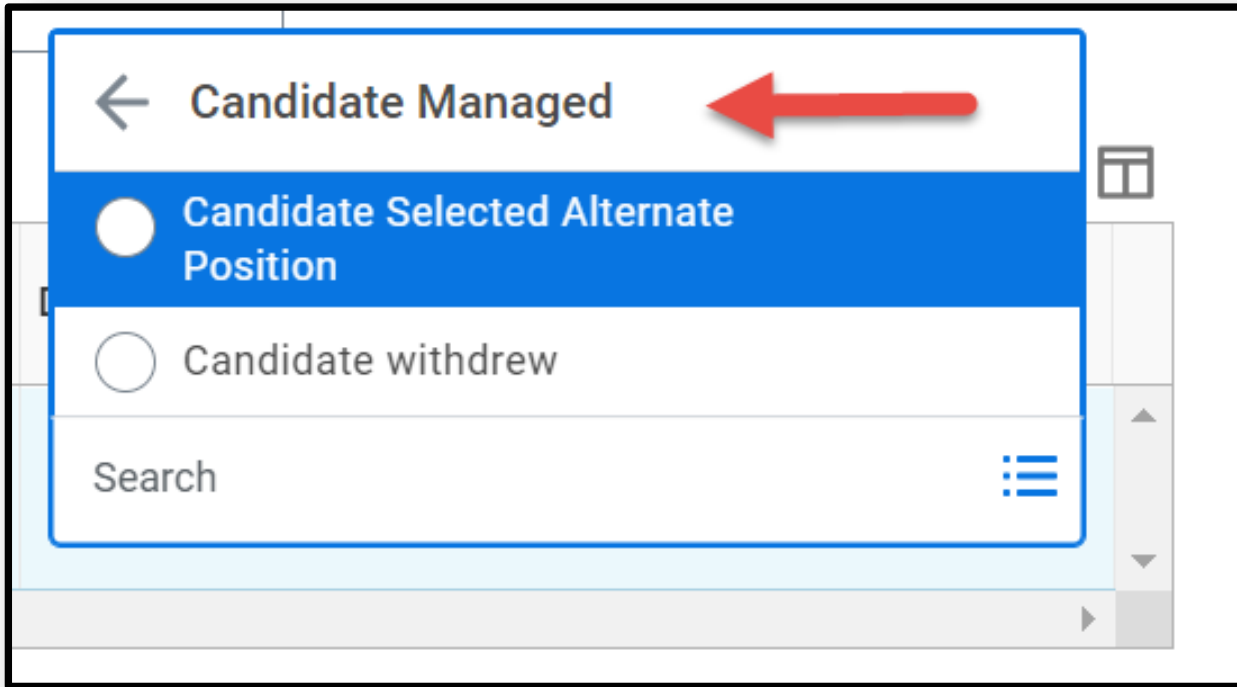 Candidate Managed
Candidate Selected Alternate
Position
Candidate withdrew
Search